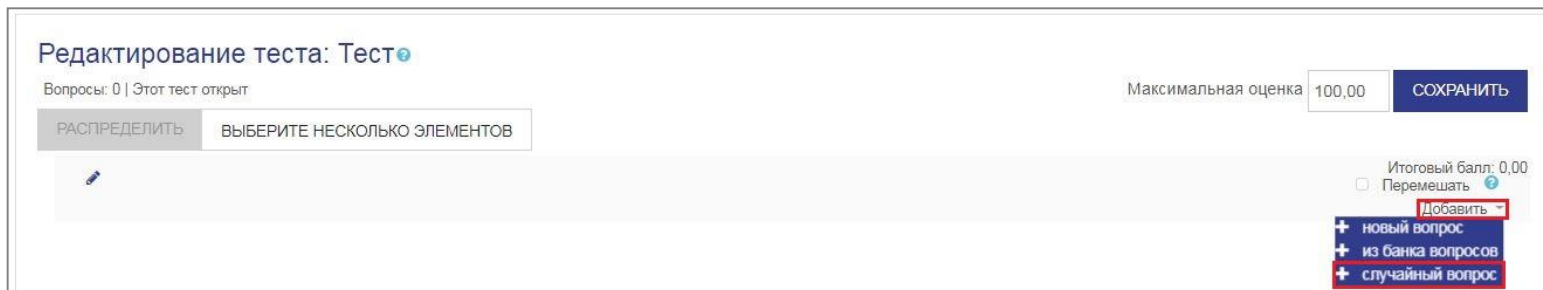 Редактирование теста: Тест
Вопросы: 0 | Этот тест открыт
Максимальная оценка 100,00 СОХРАНИТЬ
РАСПРЕДЕЛИТЬ ВЫБЕРИТЕ НЕСКОЛЬКО ЭЛЕМЕНТОВ
Итоговый балл: 0,00
Перемешать ?
Добавить
+ новый вопрос
+ из банка вопросов
+ случайный вопрос